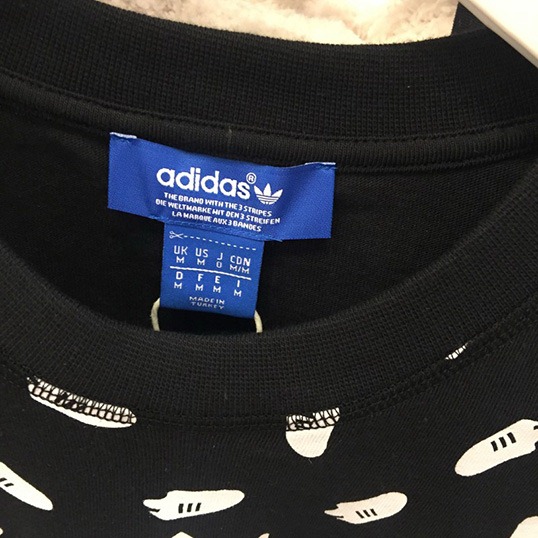 adidas®
THE BRAND WITH THE 3 STRIPES
DIE WELTMARKE MIT DEN 3 STREIFEN
LA MARQUE AUX 3 BANDES
UK US J CDN
M M O M/M
D F E I
M M M M
MADE IN
TURKEY